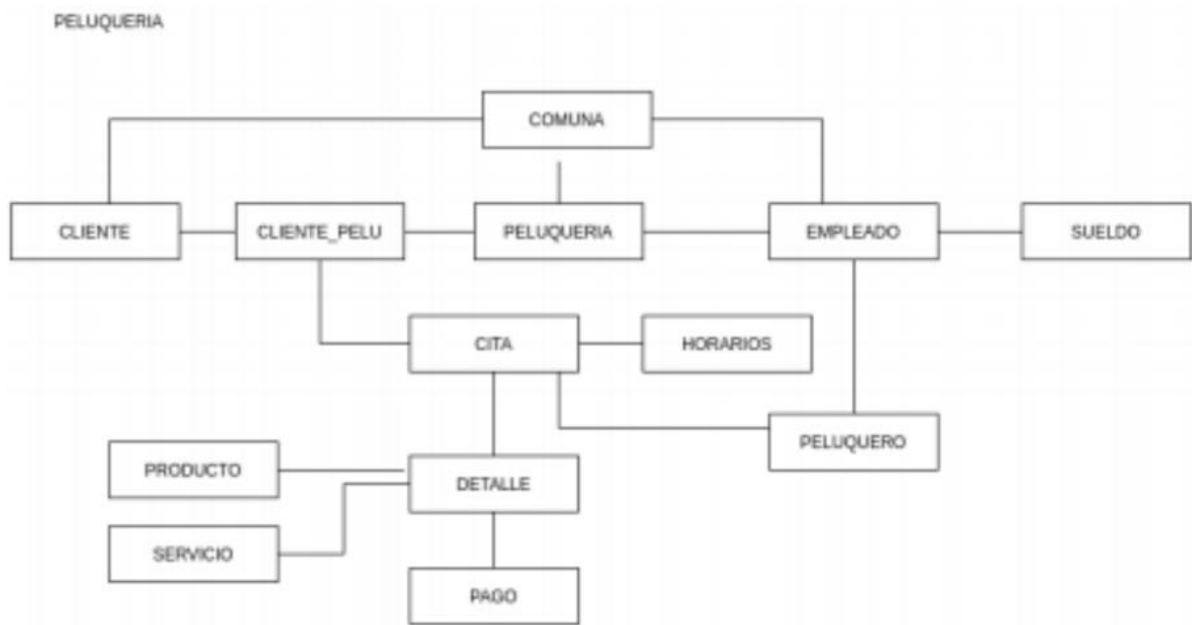 PELUQUERIA
COMUNA
CLIENTE
CLIENTE_PELU
PELUQUERIA
EMPLEADO
SUELDO
CITA
HORARIOS
PELUQUERO
PRODUCTO
DETALLE
SERVICIO
PAGO